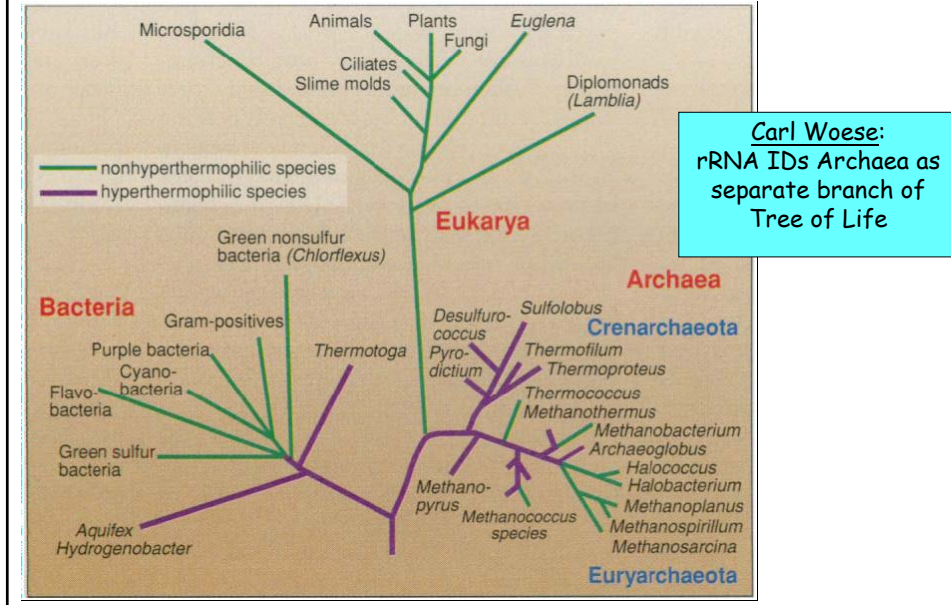 Microsporidia
Animals
Plants
Fungi
Euglena
Ciliates
Slime molds
Diplomonads
(Lamblia)
Carl Woese:
rRNA IDs Archaea as
separate branch of
Tree of Life
nonhyperthermophilic species
hyperthermophilic species
Eukarya
Green nonsulfur
bacteria (Chlorflexus)
Bacteria
Gram-positives
Purple bacteria
Cyano-
bacteria
Flavo-
bacteria
Green sulfur
bacteria
Thermotoga
Aquifex
Hydrogenobacter
Archaea
Crenarchaeota
Desulfuro-
coccus
Sulfolobus
Pyro-
dictium
Thermofilum
Thermoproteus
Thermococcus
Methanothermus
Methanobacterium
Archaeoglobus
Halococcus
Halobacterium
Methanoplanus
Methanospirillum
Methanosarcina
Methano-
pyrus
Methanococcus
species
Euryarchaeota